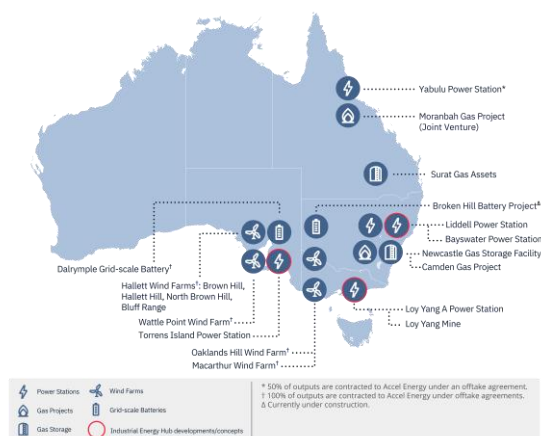 Yabulu Power Station*
Moranbah Gas Project
(Joint Venture)
Surat Gas Assets
Broken Hill Battery Projectᐃ
Liddell Power Station
Bayswater Power Station
Newcastle Gas Storage Facility
Camden Gas Project
Dalrymple Grid-scale Battery†
Hallett Wind Farms†: Brown Hill,
Hallett Hill, North Brown Hill,
Bluff Range
Wattle Point Wind Farm†
Torrens Island Power Station
Loy Yang A Power Station
Loy Yang Mine
Oaklands Hill Wind Farm†
Macarthur Wind Farm†
Power Stations
Wind Farms
Gas Projects
Grid-scale Batteries
Gas Storage
Industrial Energy Hub developments/concepts
* 50% of outputs are contracted to Accel Energy under an offtake agreement.
† 100% of outputs are contracted to Accel Energy under offtake agreements.
Δ Currently under construction.